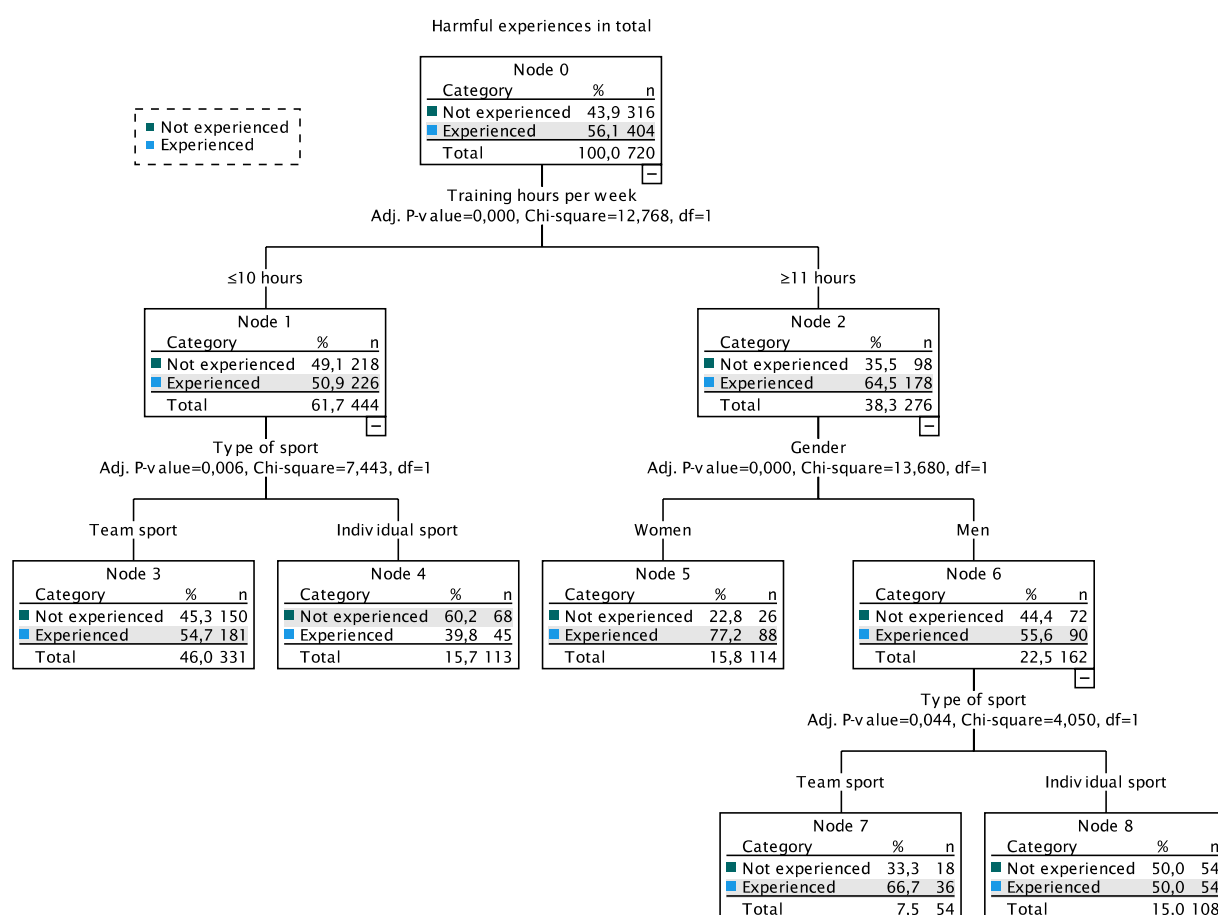 Harmful experiences in total
Node 0
Category % n
Not experienced 43,9 316
Experienced 56,1 404
Total 100,0 720
Not experienced
Experienced
Training hours per week
Adj. P-value=0,000, Chi-square=12,768, df=1
≤10 hours
≥11 hours
Node 1
Category % n
Not experienced 49,1 218
Experienced 50,9 226
Total 61,7 444
Node 2
Category % n
Not experienced 35,5 98
Experienced 64,5 178
Total 38,3 276
Type of sport
Adj. P-value=0,006, Chi-square=7,443, df=1
Gender
Adj. P-value=0,000, Chi-square=13,680, df=1
Team sport
Individual sport
Women
Men
Node 3
Category % n
Not experienced 45,3 150
Experienced 54,7 181
Total 46,0 331
Node 4
Category % n
Not experienced 60,2 68
Experienced 39,8 45
Total 15,7 113
Node 5
Category % n
Not experienced 22,8 26
Experienced 77,2 88
Total 15,8 114
Node 6
Category % n
Not experienced 44,4 72
Experienced 55,6 90
Total 22,5 162
Type of sport
Adj. P-value=0,044, Chi-square=4,050, df=1
Team sport
Individual sport
Node 7
Category % n
Not experienced 33,3 18
Experienced 66,7 36
Total 7,5 54
Node 8
Category % n
Not experienced 50,0 54
Experienced 50,0 54
Total 15,0 108